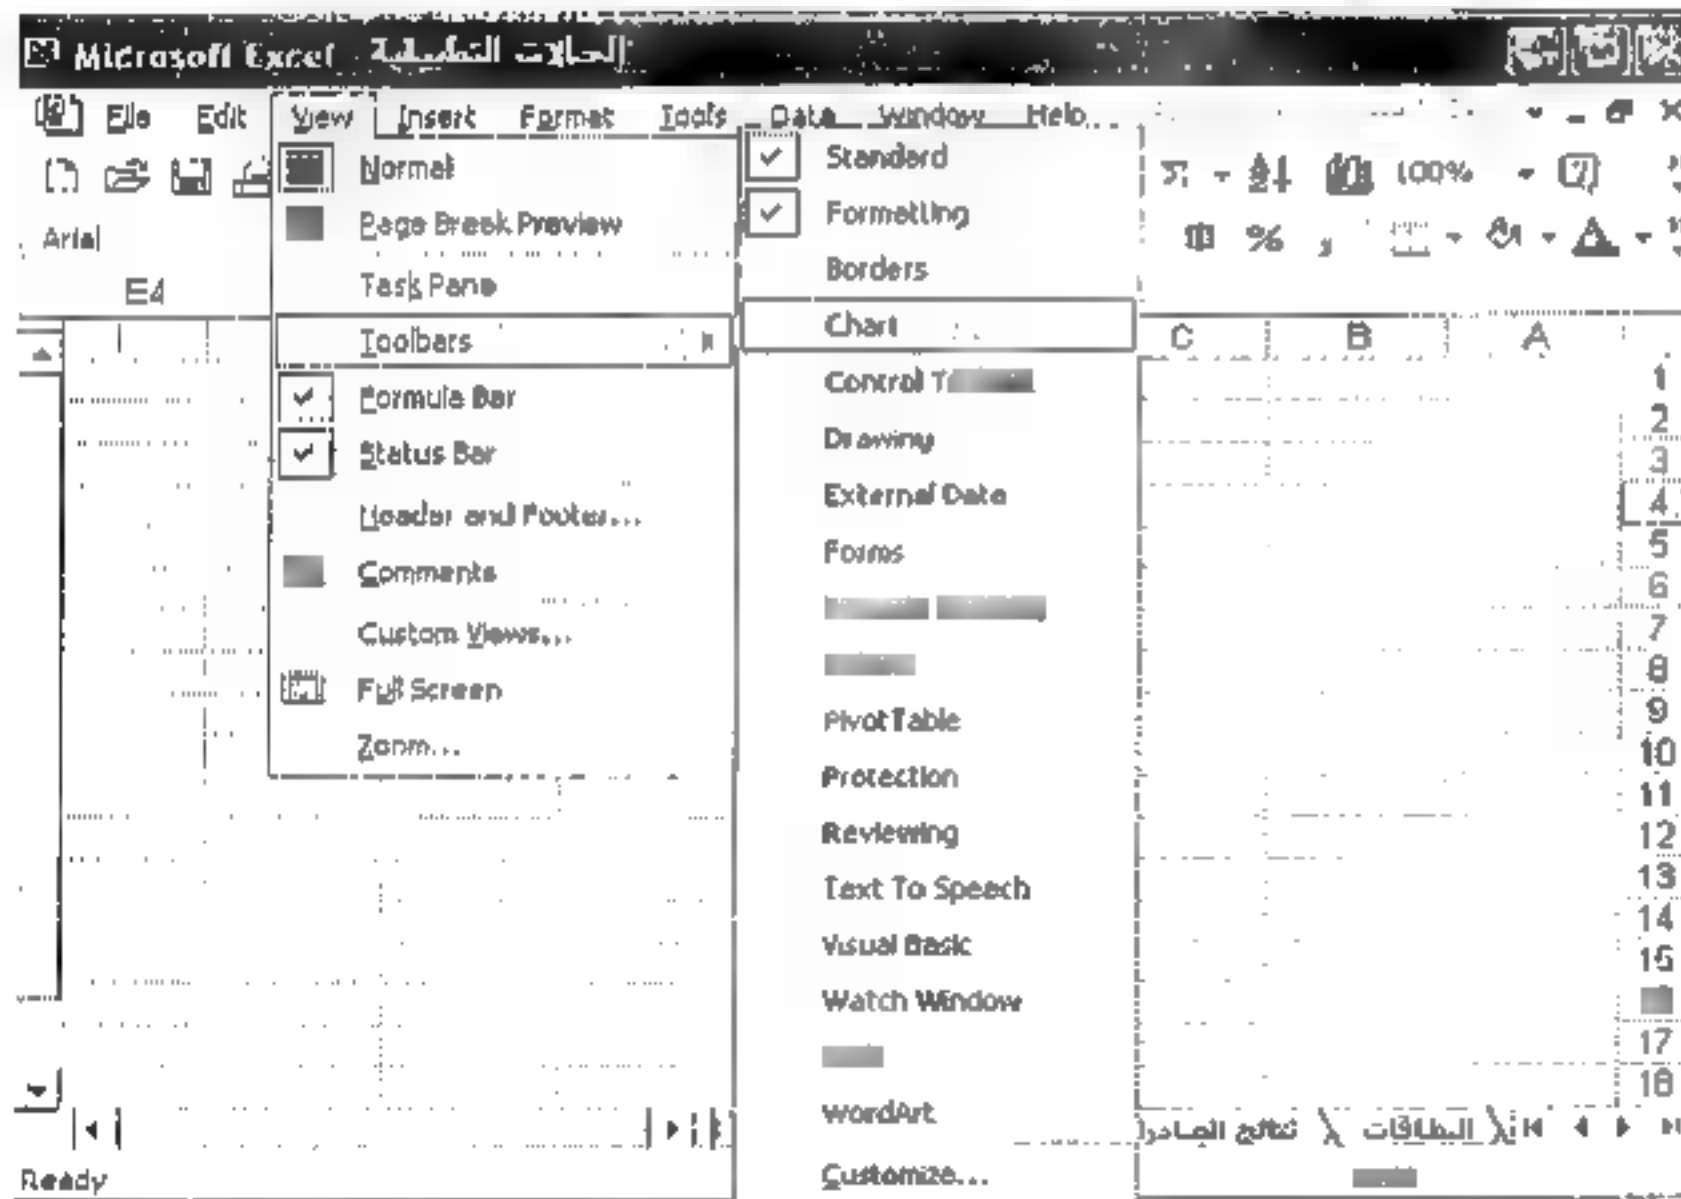 Microsoft Excel
File Edit View Insert Format Tools Data Window Help
100%
Arial
%
E4
Normal
Page Break Preview
Task Pane
Toolbars
Formula Bar
Status Bar
Header and Footer...
Comments
Custom Views...
Full Screen
Zoom...
Standard
Formatting
Borders
Chart
Control
Drawing
External Data
Forms
PivotTable
Protection
Reviewing
Text To Speech
Visual Basic
Watch Window
WordArt
Customize...
C B A
1
2
3
4
5
6
7
8
9
10
11
12
13
14
15
17
18
البطاقات
نتائج
Ready